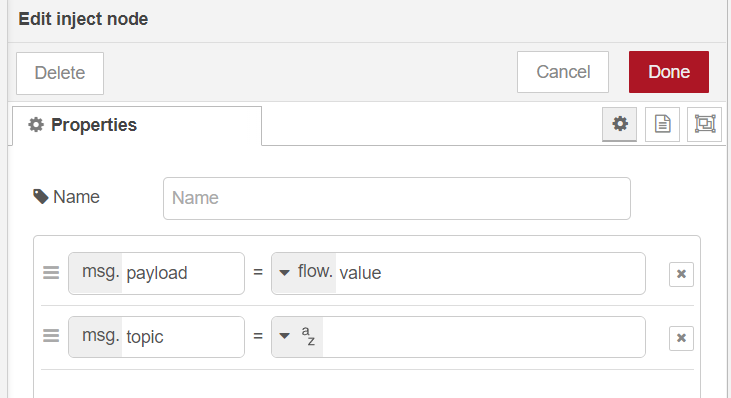 Edit inject node
Delete Cancel Done
Properties
Name Name
msg. payload = flow. value
msg. topic = a z